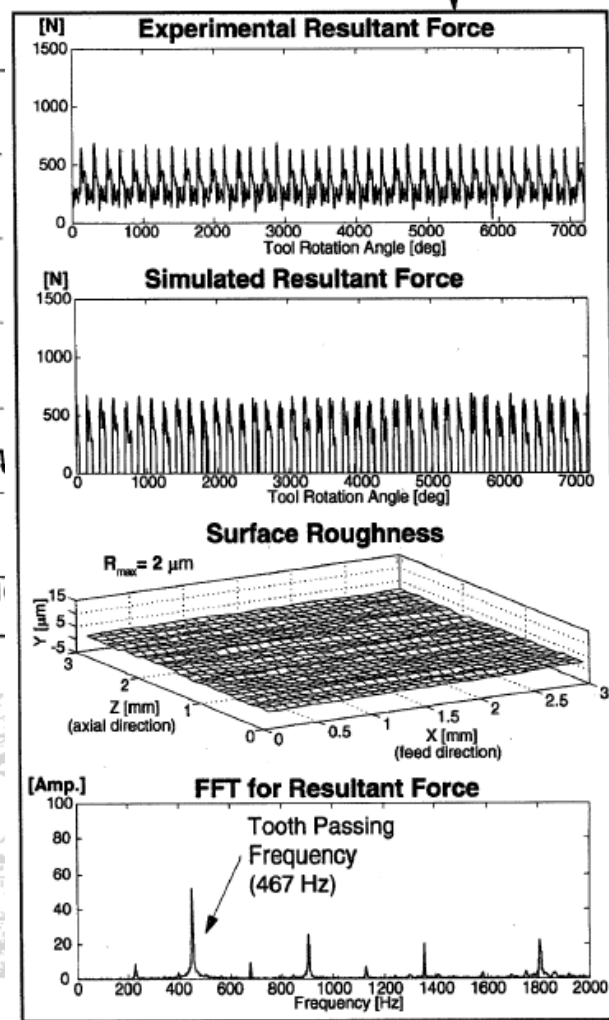 [N] Experimental Resultant Force
1500
1000
500
0
0 1000 2000 3000 4000 5000 6000 7000
Tool Rotation Angle [deg]
[N] Simulated Resultant Force
1500
1000
500
0
0 1000 2000 3000 4000 5000 6000 7000
Tool Rotation Angle [deg]
Surface Roughness
Rmax= 2 μm
15
5
-5
Y [μm]
3
2
1
0
Z [mm]
(axial direction)
0 0.5 1 1.5 2 2.5 3
X [mm]
(feed direction)
[Amp.] FFT for Resultant Force
100
80
60
40
20
0
Tooth Passing
Frequency
(467 Hz)
0 200 400 600 800 1000 1200 1400 1600 1800 2000
Frequency [Hz]